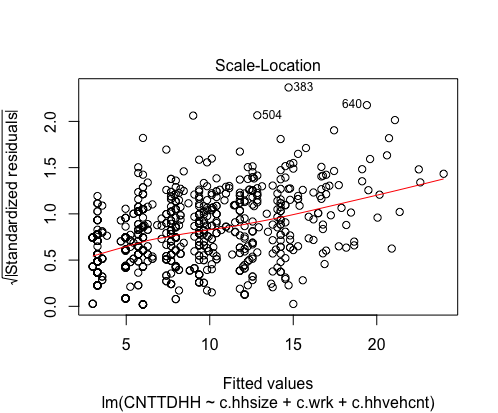 Scale-Location
383
640
504
√|Standardized residuals|
0.0 0.5 1.0 1.5 2.0
5 10 15 20
Fitted values
lm(CNTTDHH ~ c.hhsize + c.wrk + c.hhvehcnt)